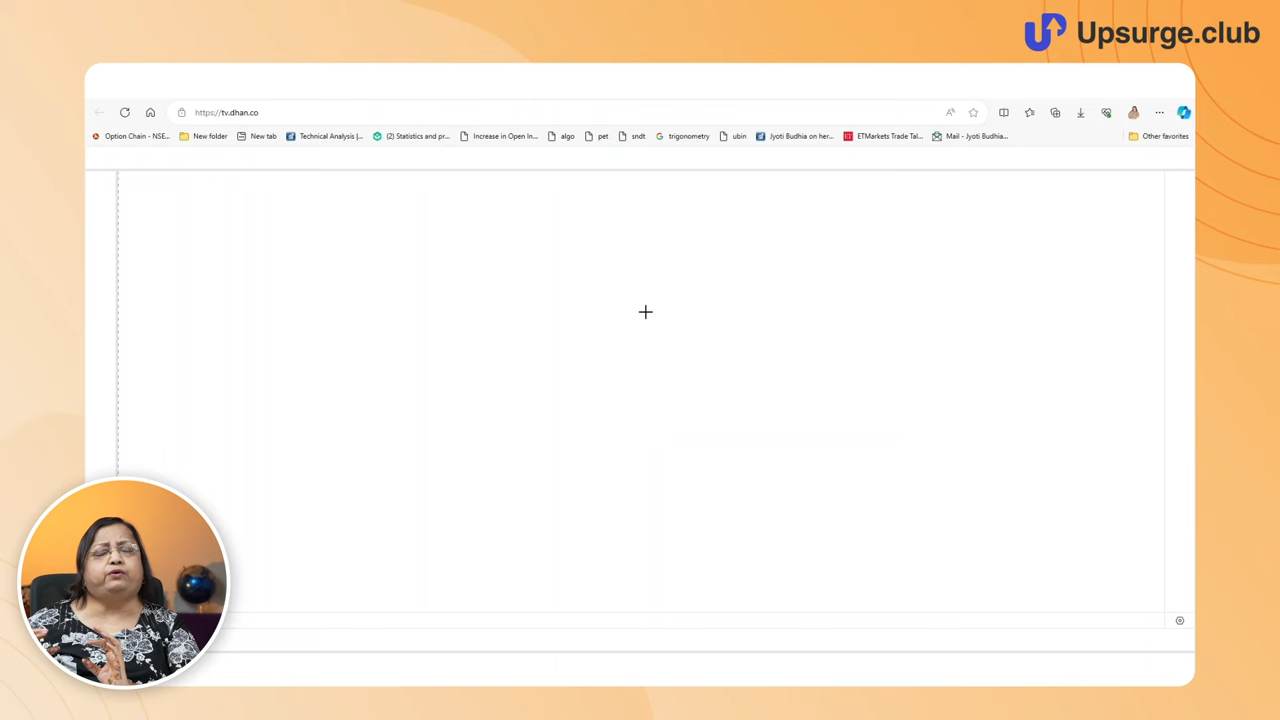 Upsurge.club
https://tv.dhan.co
Option Chain - NSE... New folder New tab Technical Analysis |... (2) Statistics and pr... Increase in Open In... algo pet sndt trigonometry ubin Jyoti Budhia on her... ETMarkets Trade Tal... Mail - Jyoti Budhia... Other favorites